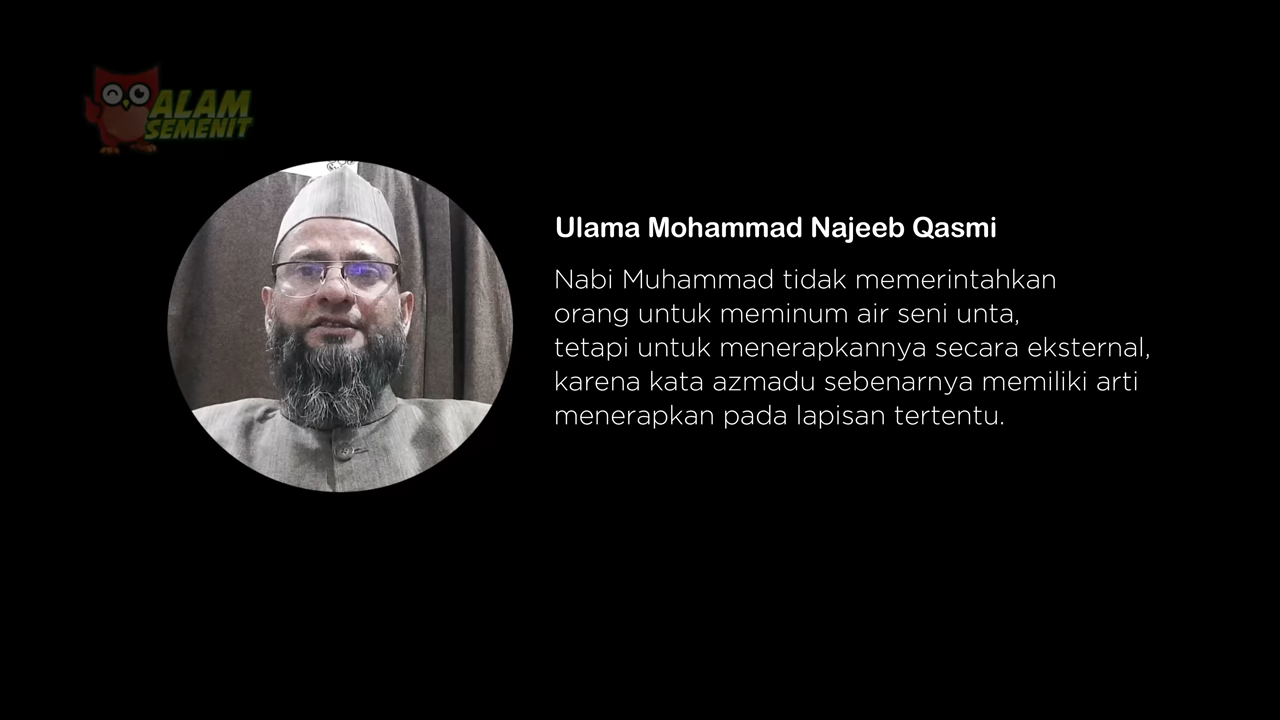 ALAM
SEMENIT
Ulama Mohammad Najeeb Qasmi
Nabi Muhammad tidak memerintahkan
orang untuk meminum air seni unta,
tetapi untuk menerapkannya secara eksternal,
karena kata azmadu sebenarnya memiliki arti
menerapkan pada lapisan tertentu.